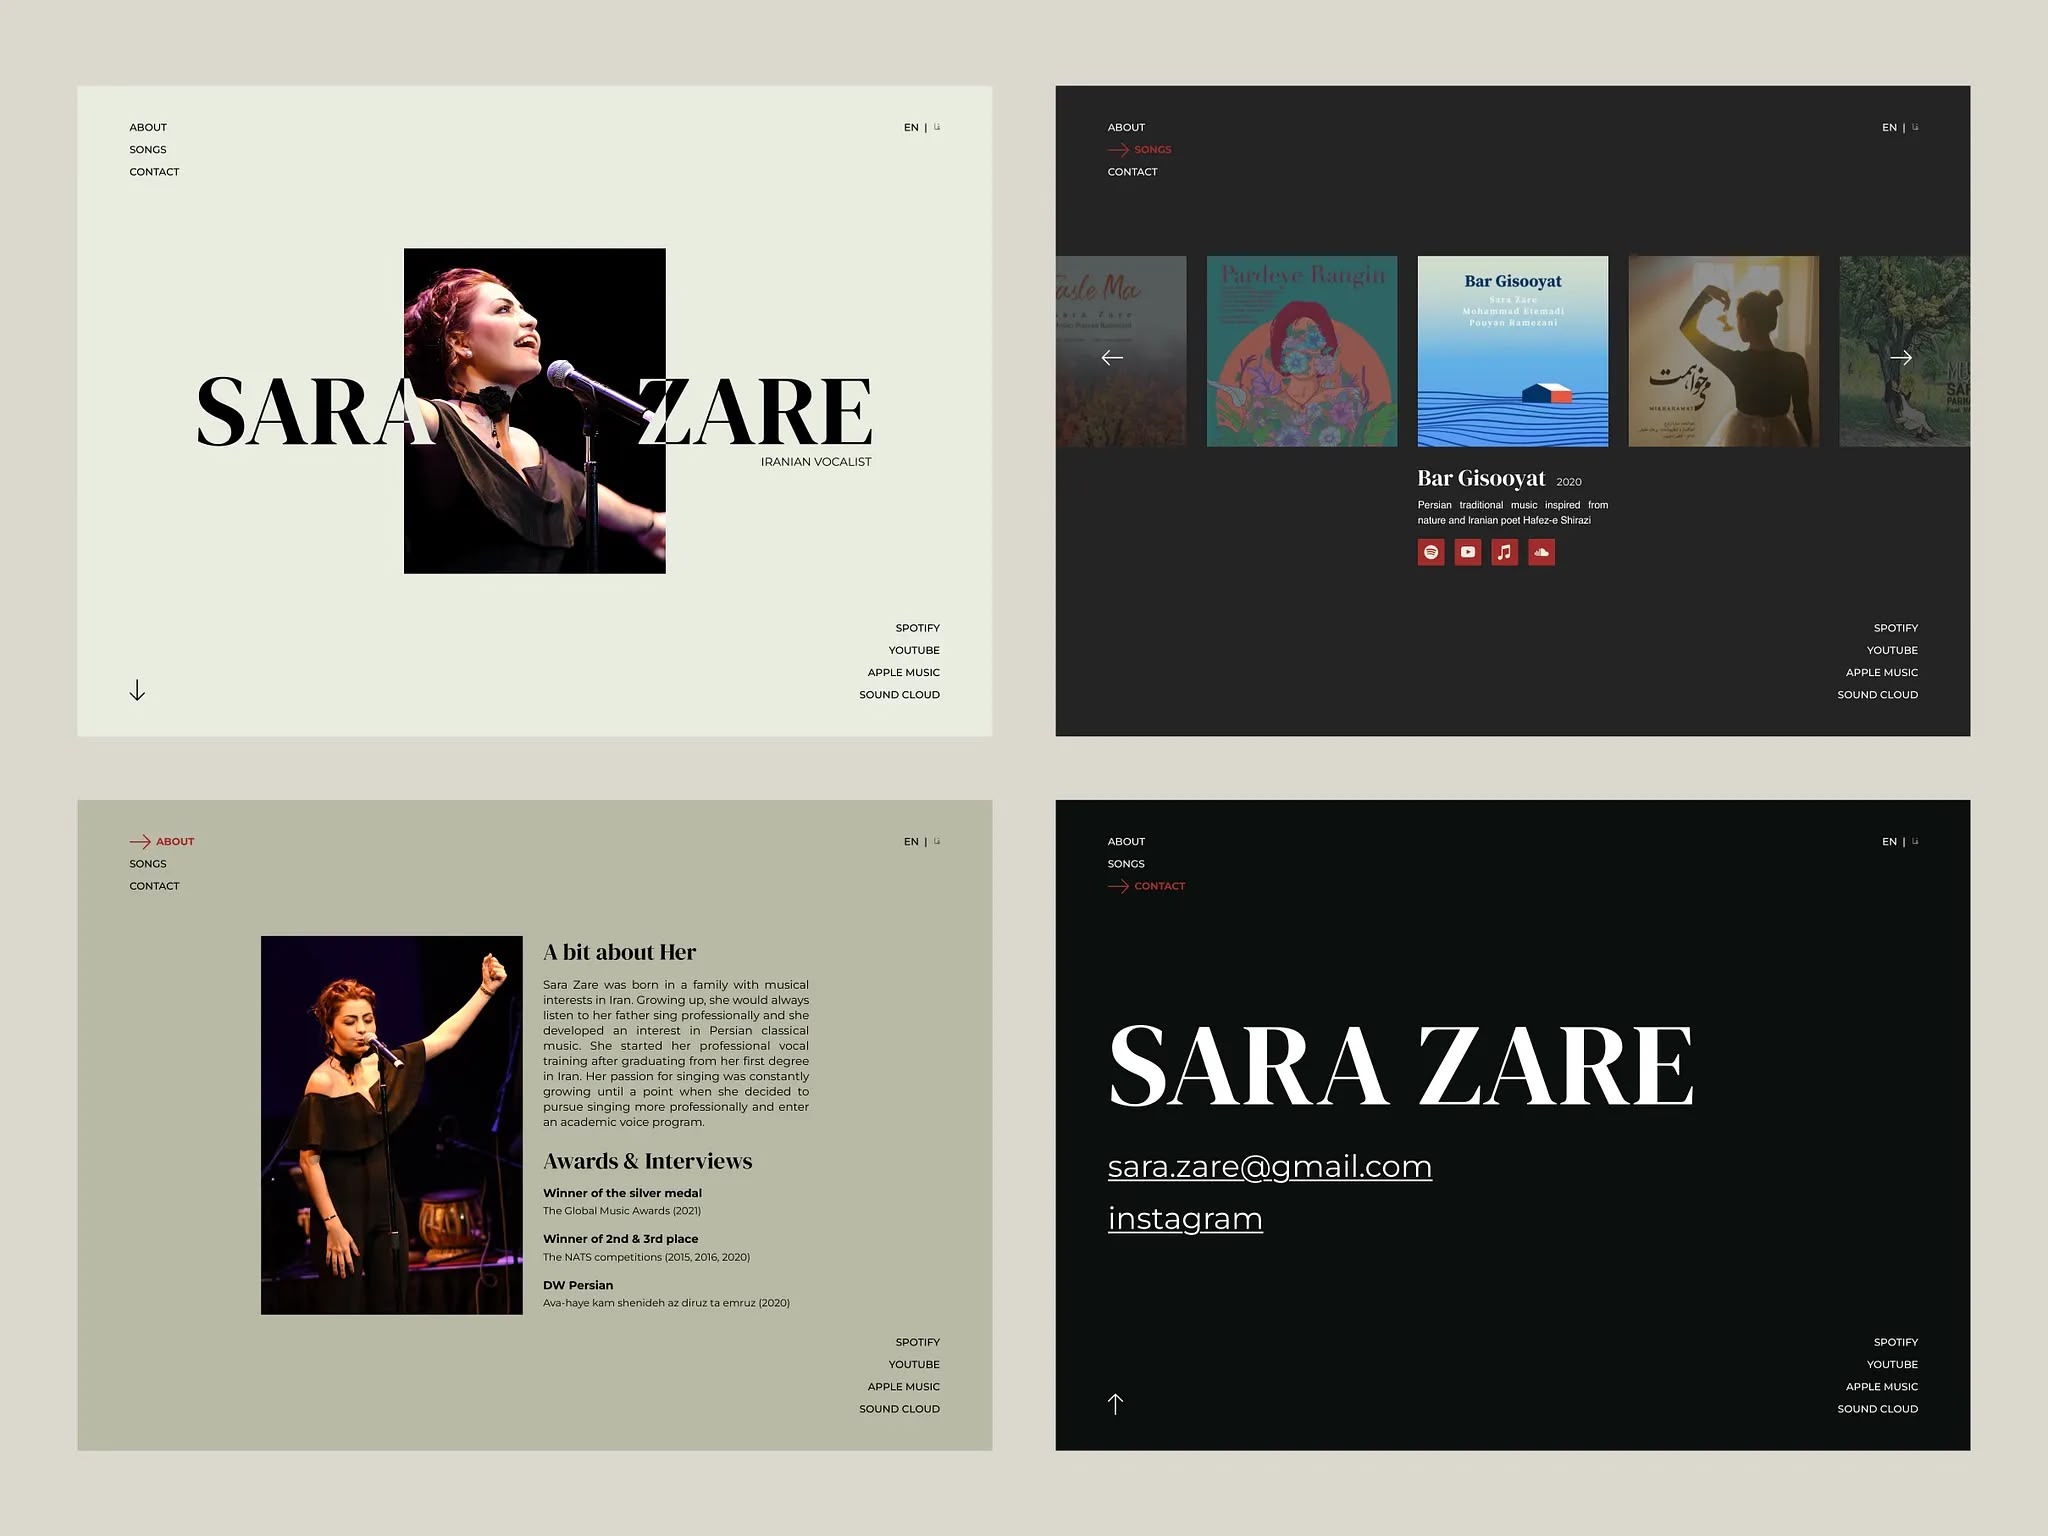 ABOUT
SONGS
CONTACT
EN |
SARA ZARE
IRANIAN VOCALIST
SPOTIFY
YOUTUBE
APPLE MUSIC
SOUND CLOUD
ABOUT
SONGS
CONTACT
EN |
Ma
Sara Zare
Pardeye Rangin
Bar Gisooyat
Sara Zare
Mohammad Etemadi
Pouyan Ramezani
می‌خواهمت
MIKHAHAMAT
Bar Gisooyat 2020
Persian traditional music inspired from
nature and Iranian poet Hafez-e Shirazi
SPOTIFY
YOUTUBE
APPLE MUSIC
SOUND CLOUD
ABOUT
SONGS
CONTACT
EN |
A bit about Her
Sara Zare was born in a family with musical
interests in Iran. Growing up, she would always
listen to her father sing professionally and she
developed an interest in Persian classical
music. She started her professional vocal
training after graduating from her first degree
in Iran. Her passion for singing was constantly
growing until a point when she decided to
pursue singing more professionally and enter
an academic voice program.
Awards & Interviews
Winner of the silver medal
The Global Music Awards (2021)
Winner of 2nd & 3rd place
The NATS competitions (2015, 2016, 2020)
DW Persian
Ava-haye kam shenideh az diruz ta emruz (2020)
SPOTIFY
YOUTUBE
APPLE MUSIC
SOUND CLOUD
ABOUT
SONGS
CONTACT
EN |
SARA ZARE
sara.zare@gmail.com
instagram
SPOTIFY
YOUTUBE
APPLE MUSIC
SOUND CLOUD